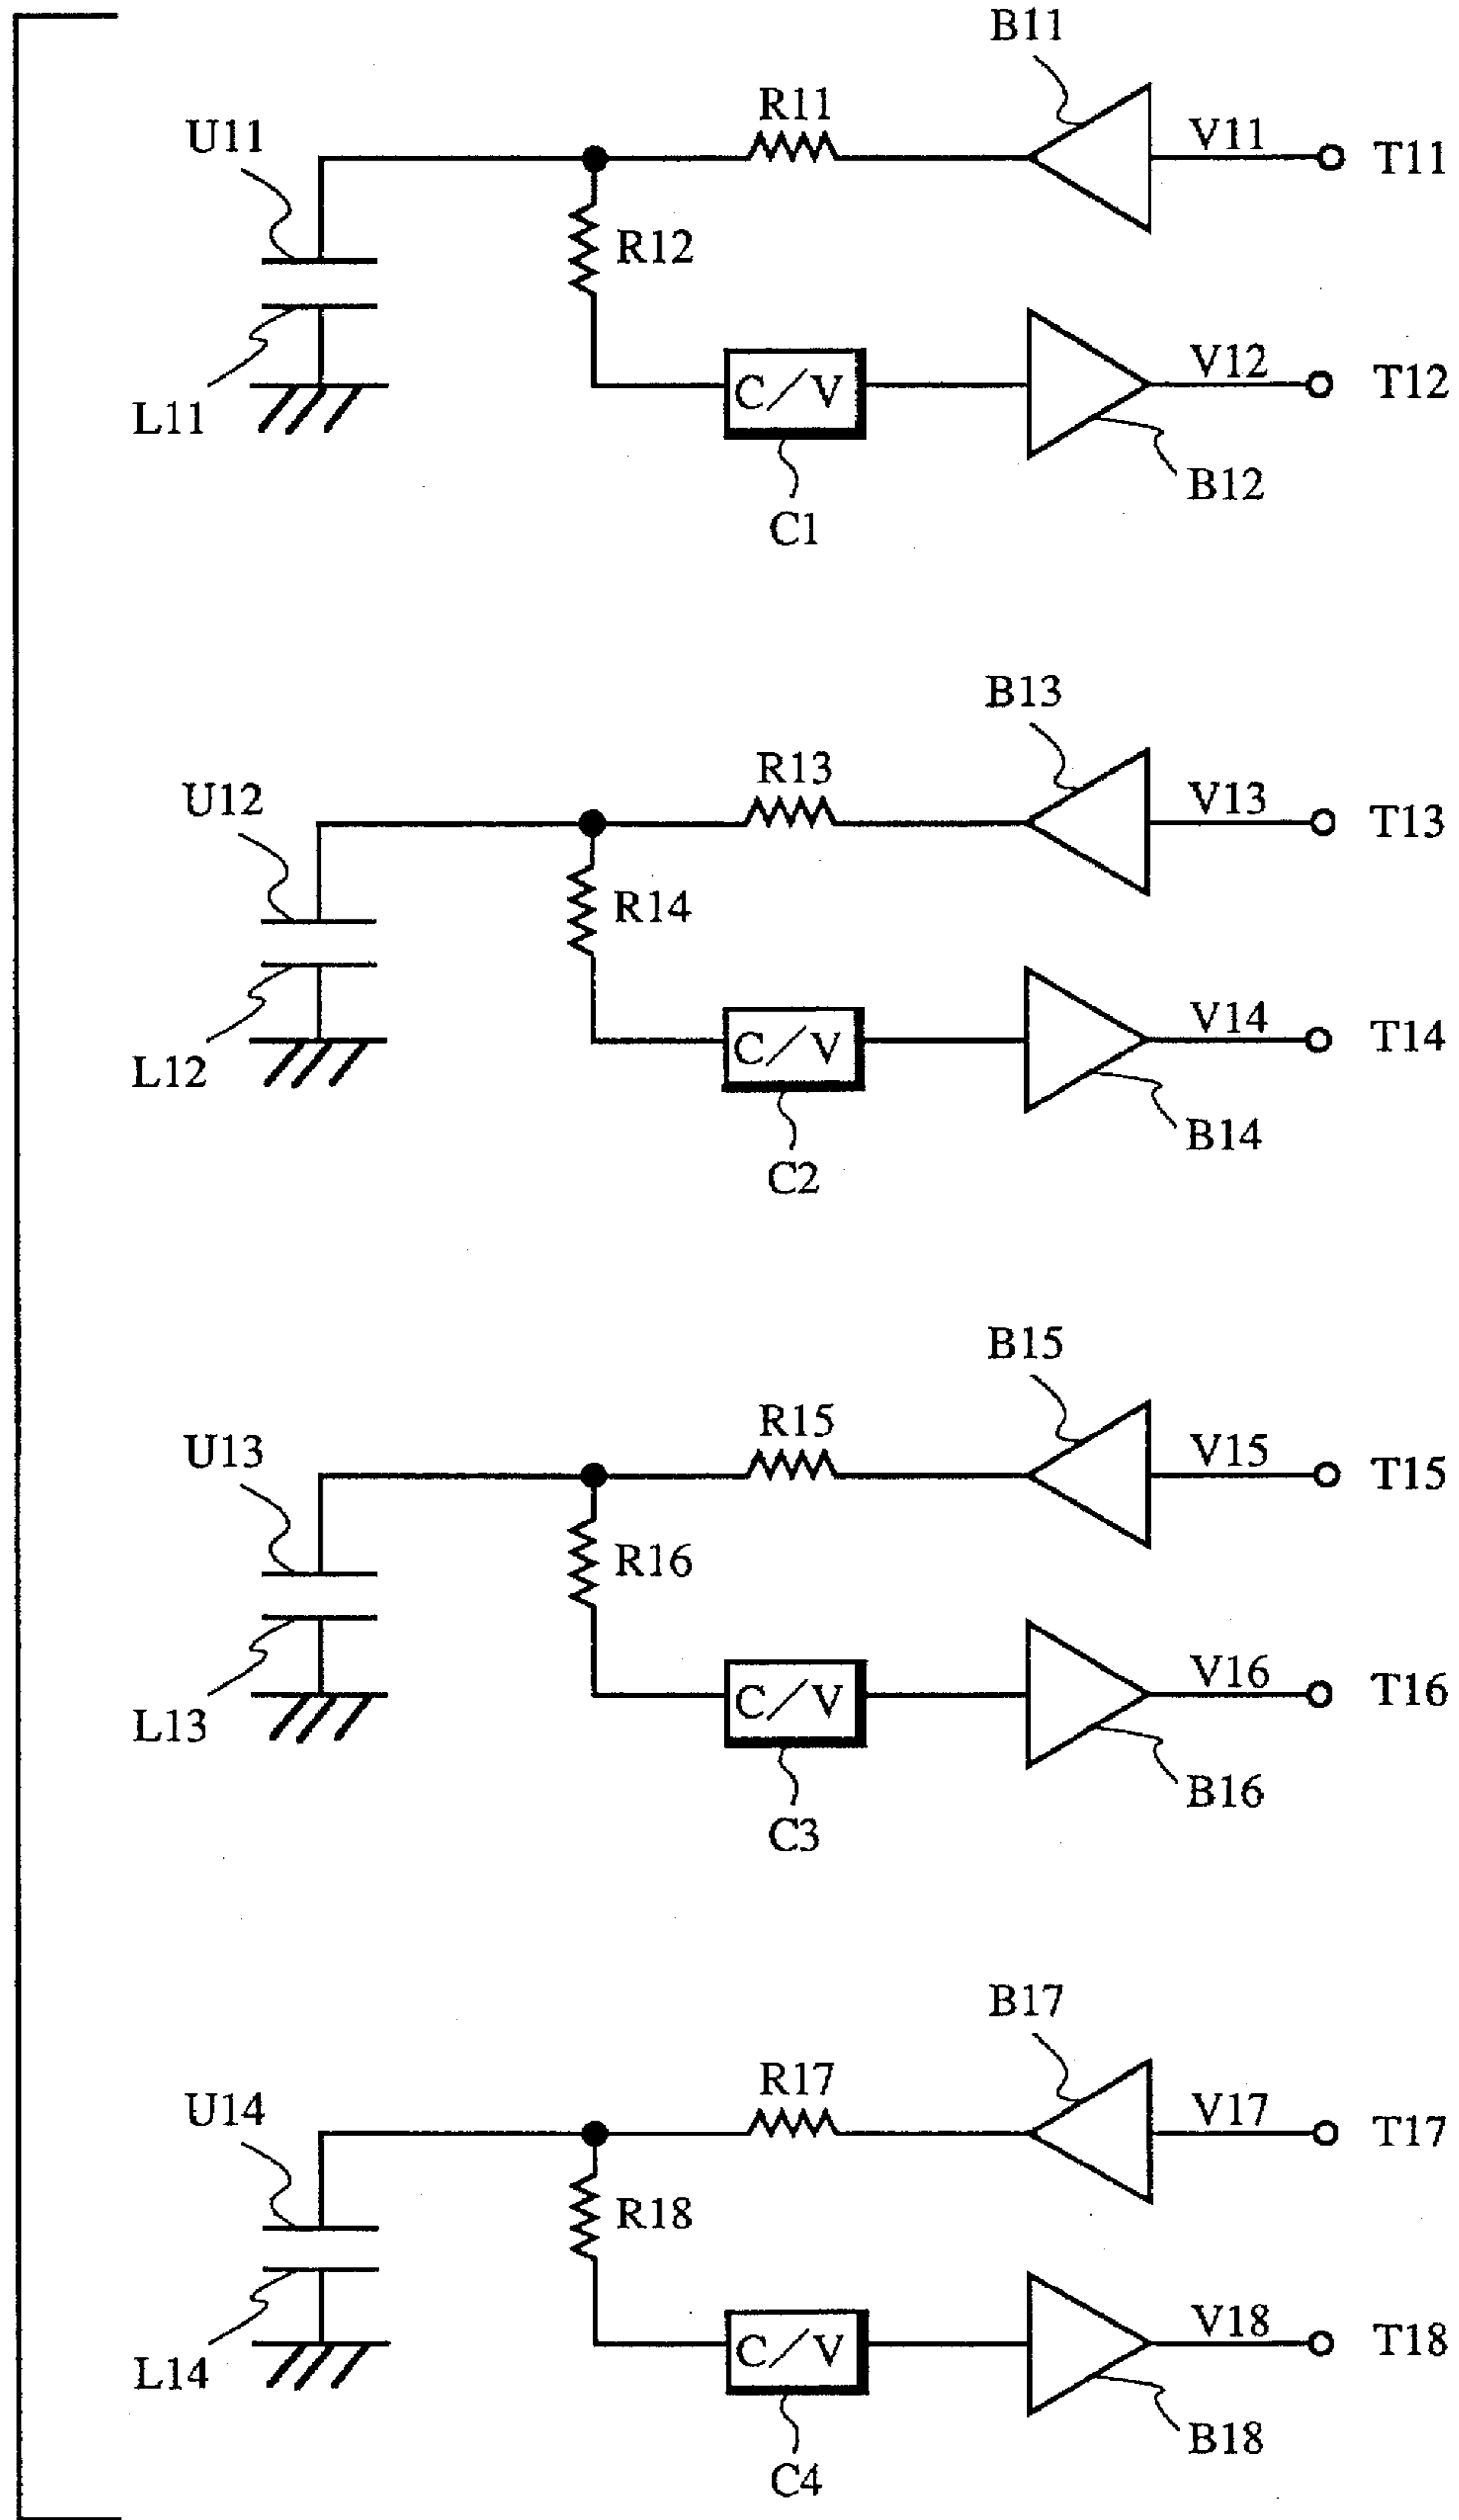 B11
R11
U11
V11
T11
R12
C/V
V12
T12
L11
B12
C1
B13
R13
U12
V13
T13
R14
C/V
V14
T14
L12
B14
C2
B15
R15
U13
V15
T15
R16
C/V
V16
T16
L13
B16
C3
B17
R17
U14
V17
T17
R18
C/V
V18
T18
L14
B18
C4